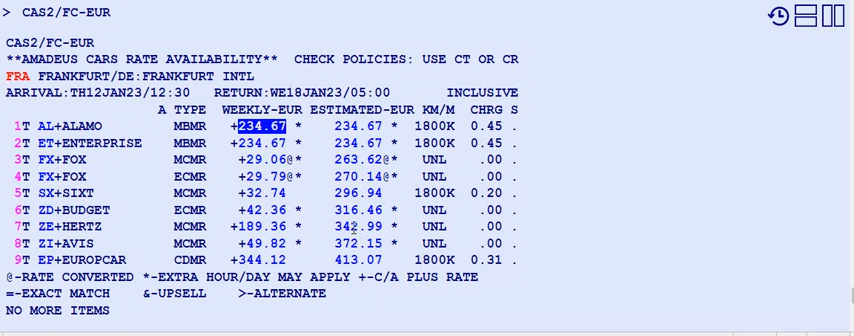 > CAS2/FC-EUR
CAS2/FC-EUR
**AMADEUS CARS RATE AVAILABILITY** CHECK POLICIES: USE CT OR CR
FRA FRANKFURT/DE:FRANKFURT INTL
ARRIVAL:TH12JAN23/12:30 RETURN:WE18JAN23/05:00 INCLUSIVE
A TYPE WEEKLY-EUR ESTIMATED-EUR KM/M CHRG S
1T AL+ALAMO MBMR +234.67 * 234.67 * 1800K 0.45 .
2T ET+ENTERPRISE MBMR +234.67 * 234.67 * 1800K 0.45 .
3T FX+FOX MCMR +29.06@* 263.62@* UNL .00 .
4T FX+FOX ECMR +29.79@* 270.14@* UNL .00 .
5T SX+SIXT MCMR +32.74 296.94 1800K 0.20 .
6T ZD+BUDGET ECMR +42.36 * 316.46 * UNL .00 .
7T ZE+HERTZ MCMR +189.36 * 342.99 * UNL .00 .
8T ZI+AVIS MCMR +49.82 * 372.15 * UNL .00 .
9T EP+EUROPCAR CDMR +344.12 413.07 1800K 0.31 .
@-RATE CONVERTED *-EXTRA HOUR/DAY MAY APPLY +-C/A PLUS RATE
=-EXACT MATCH &-UPSELL >-ALTERNATE
NO MORE ITEMS